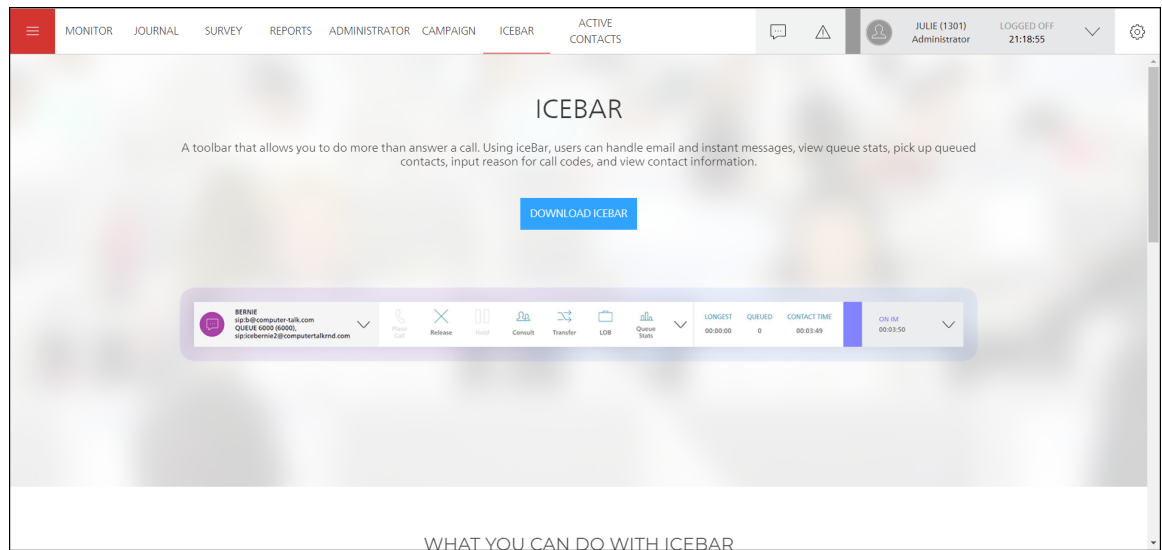 MONITOR JOURNAL SURVEY REPORTS ADMINISTRATOR CAMPAIGN ICEBAR ACTIVE
CONTACTS
JULIE (1301)
Administrator
LOGGED OFF
21:18:55
ICEBAR
A toolbar that allows you to do more than answer a call. Using iceBar, users can handle email and instant messages, view queue stats, pick up queued
contacts, input reason for call codes, and view contact information.
DOWNLOAD ICEBAR
BERNIE
sip:b@computer-talk.com
QUEUE 6000 (6000),
sip:icebernie2@computertalkrnd.com
Place
Call
Release
Hold
Consult
Transfer
LOB
Queue
Stats
LONGEST QUEUED CONTACT TIME
00:00:00 0 00:03:49
ON IM
00:03:50
WHAT YOU CAN DO WITH ICEBAR